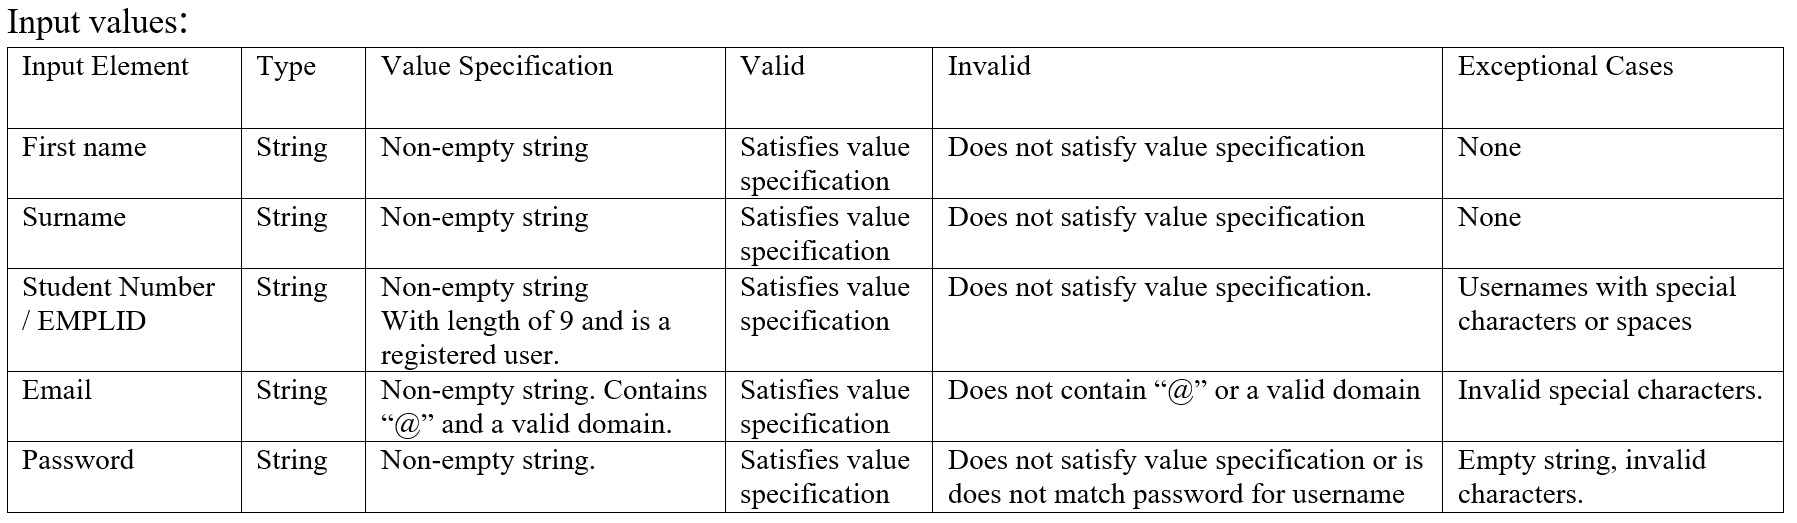 Input values:
Input Element Type Value Specification Valid Invalid Exceptional Cases
First name String Non-empty string Satisfies value Does not satisfy value specification None
specification
Surname String Non-empty string Satisfies value Does not satisfy value specification None
specification
Student Number String Non-empty string Satisfies value Does not satisfy value specification. Usernames with special
/ EMPLID With length of 9 and is a specification characters or spaces
registered user.
Email String Non-empty string. Contains Satisfies value Does not contain “@” or a valid domain Invalid special characters.
“@” and a valid domain. specification
Password String Non-empty string. Satisfies value Does not satisfy value specification or is Empty string, invalid
specification does not match password for username characters.